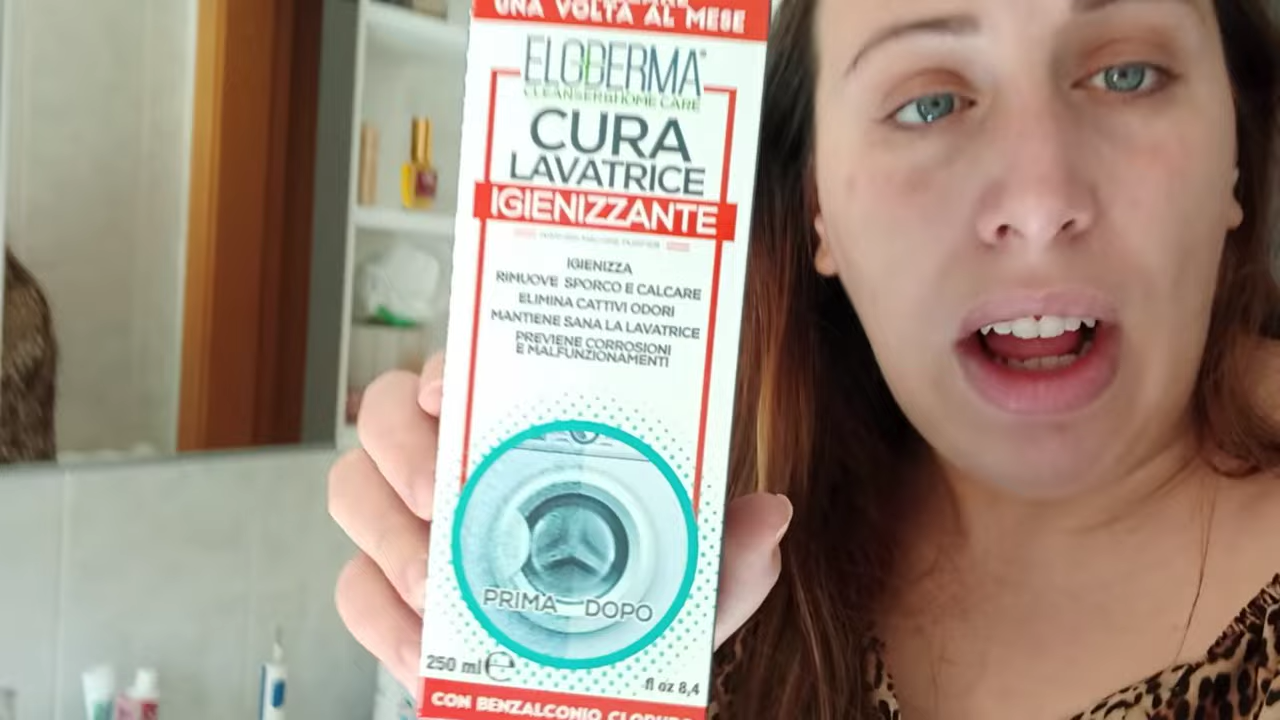 UNA VOLTA AL MESE
ELODERMA
CLEANSER&HOME CARE
CURA
LAVATRICE
IGIENIZZANTE
IGIENIZZA
RIMUOVE SPORCO E CALCARE
ELIMINA CATTIVI ODORI
MANTIENE SANA LA LAVATRICE
PREVIENE CORROSIONI
E MALFUNZIONAMENTI
PRIMA DOPO
250 ml ℮
fl oz 8,4
CON BENZALCONIO CLORURO